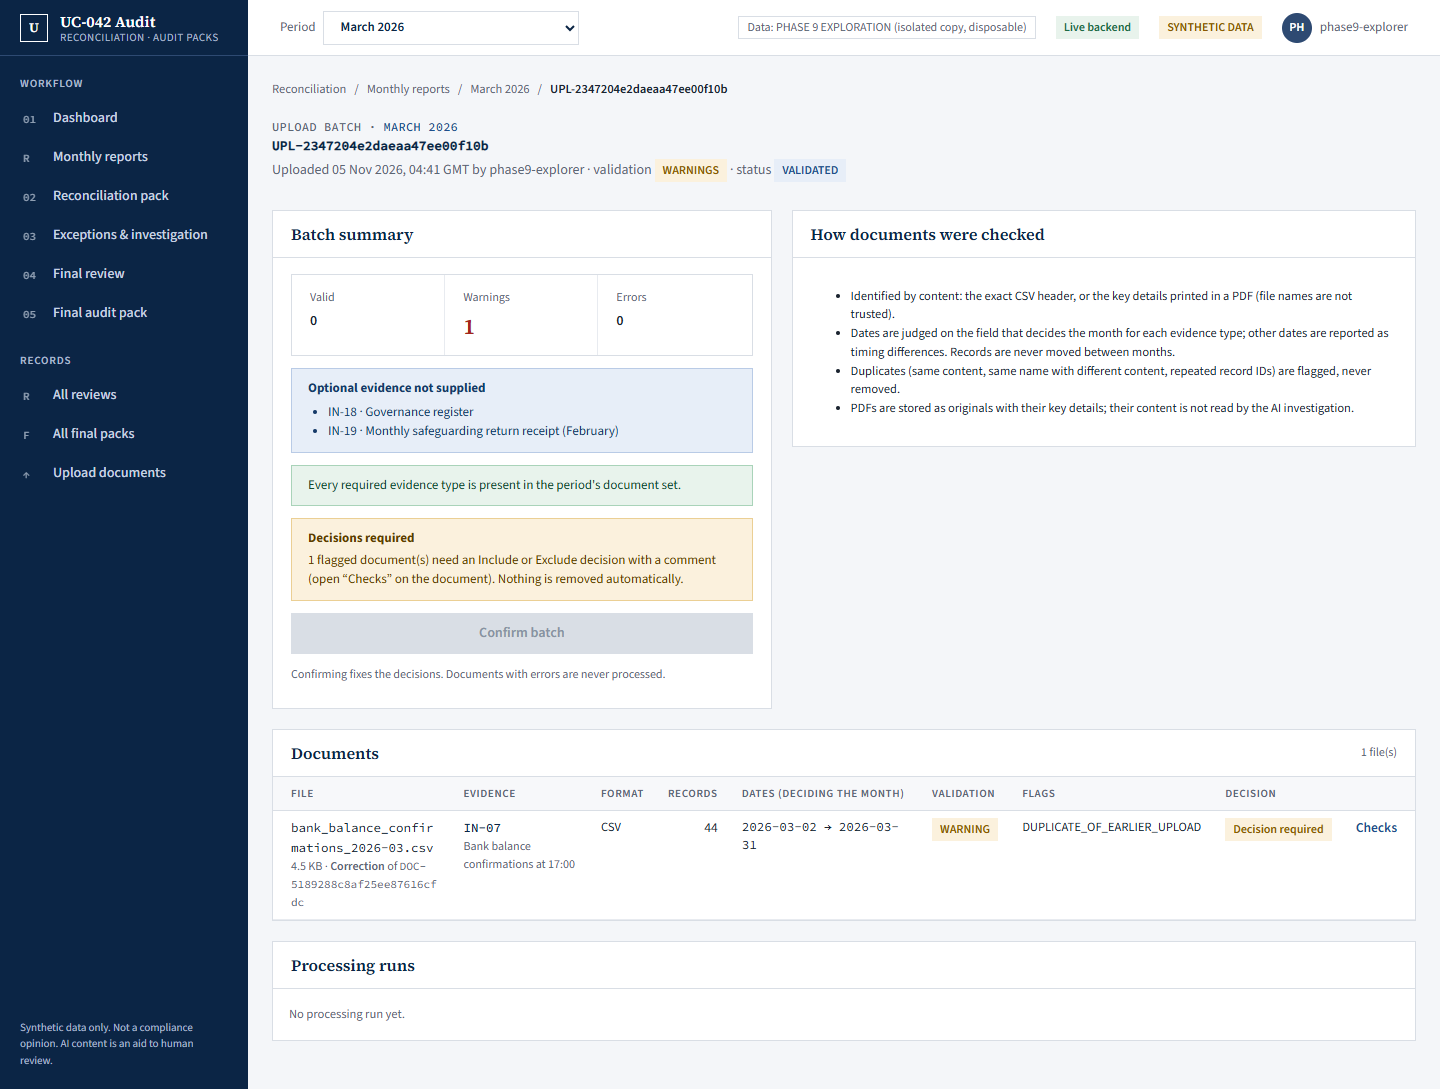 U
UC-042 Audit
RECONCILIATION · AUDIT PACKS
Period
March 2026
Data: PHASE 9 EXPLORATION (isolated copy, disposable)
Live backend
SYNTHETIC DATA
PH
phase9-explorer
WORKFLOW
01 Dashboard
R Monthly reports
02 Reconciliation pack
03 Exceptions & investigation
04 Final review
05 Final audit pack
RECORDS
R All reviews
F All final packs
↑ Upload documents
Synthetic data only. Not a compliance
opinion. AI content is an aid to human
review.
Reconciliation / Monthly reports / March 2026 / UPL-2347204e2daeaa47ee00f10b
UPLOAD BATCH · MARCH 2026
UPL-2347204e2daeaa47ee00f10b
Uploaded 05 Nov 2026, 04:41 GMT by phase9-explorer · validation WARNINGS · status VALIDATED
Batch summary
Valid
0
Warnings
1
Errors
0
Optional evidence not supplied
• IN-18 · Governance register
• IN-19 · Monthly safeguarding return receipt (February)
Every required evidence type is present in the period's document set.
Decisions required
1 flagged document(s) need an Include or Exclude decision with a comment
(open “Checks” on the document). Nothing is removed automatically.
Confirm batch
Confirming fixes the decisions. Documents with errors are never processed.
How documents were checked
• Identified by content: the exact CSV header, or the key details printed in a PDF (file names are not
trusted).
• Dates are judged on the field that decides the month for each evidence type; other dates are reported as
timing differences. Records are never moved between months.
• Duplicates (same content, same name with different content, repeated record IDs) are flagged, never
removed.
• PDFs are stored as originals with their key details; their content is not read by the AI investigation.
Documents
1 file(s)
FILE EVIDENCE FORMAT RECORDS DATES (DECIDING THE MONTH) VALIDATION FLAGS DECISION
bank_balance_confir
mations_2026-03.csv
4.5 KB · Correction of DOC-
5189288c8af25ee87616cf
dc
IN-07
Bank balance
confirmations at 17:00
CSV
44
2026-03-02 → 2026-03-
31
WARNING
DUPLICATE_OF_EARLIER_UPLOAD
Decision required
Checks
Processing runs
No processing run yet.